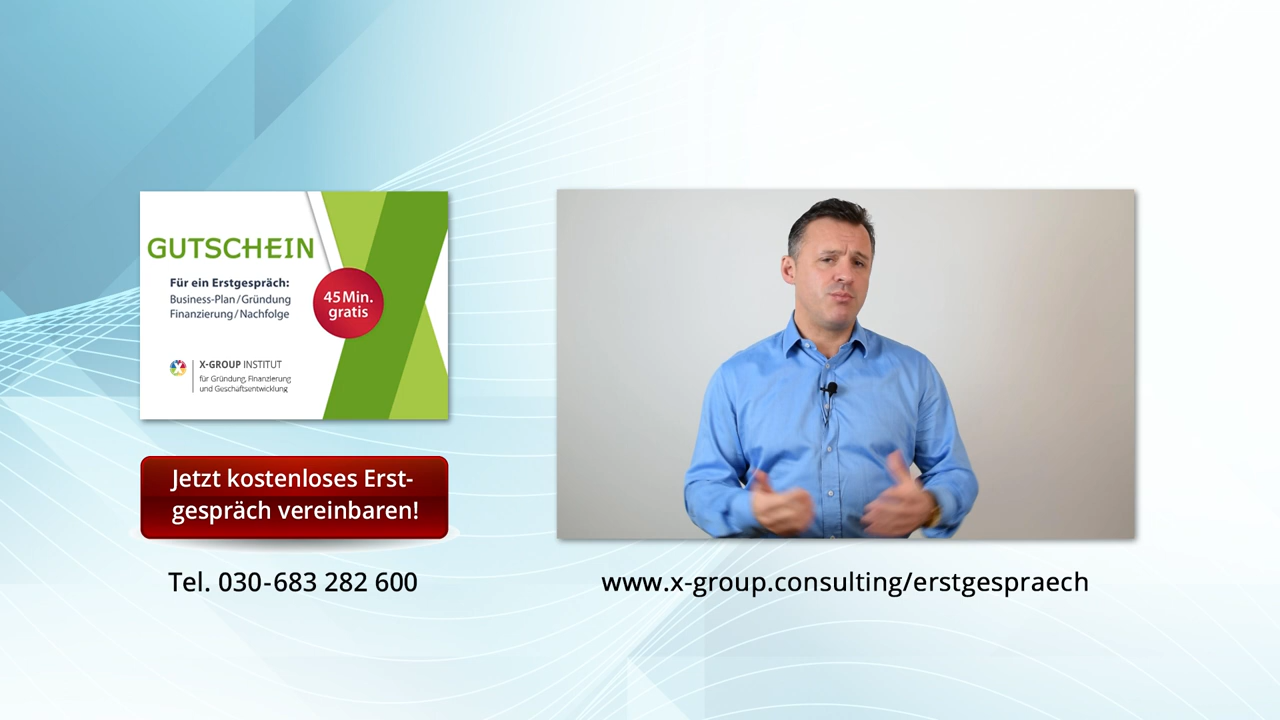 GUTSCHEIN
Für ein Erstgespräch:
Business-Plan/Gründung
Finanzierung/Nachfolge
45 Min.
gratis
X-GROUP INSTITUT
für Gründung, Finanzierung
und Geschäftsentwicklung
Jetzt kostenloses Erst-
gespräch vereinbaren!
Tel. 030-683 282 600
www.x-group.consulting/erstgespraech